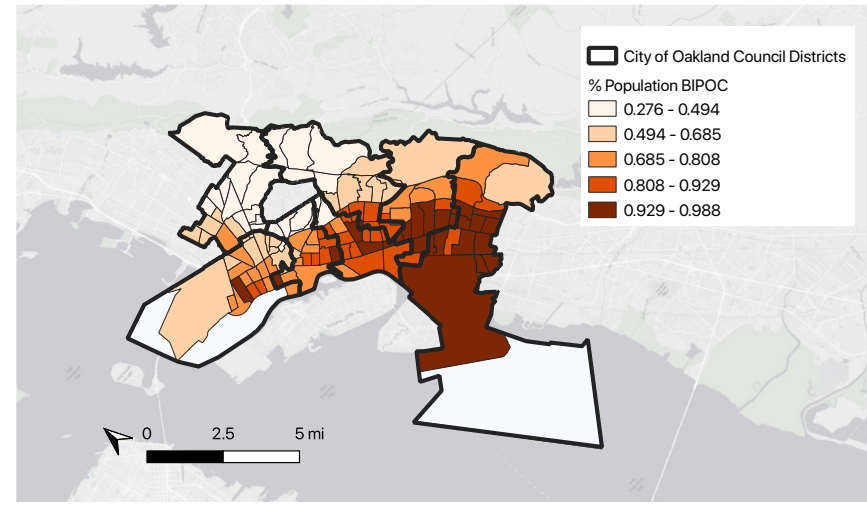 City of Oakland Council Districts
% Population BIPOC
0.276 - 0.494
0.494 - 0.685
0.685 - 0.808
0.808 - 0.929
0.929 - 0.988
0 2.5 5 mi